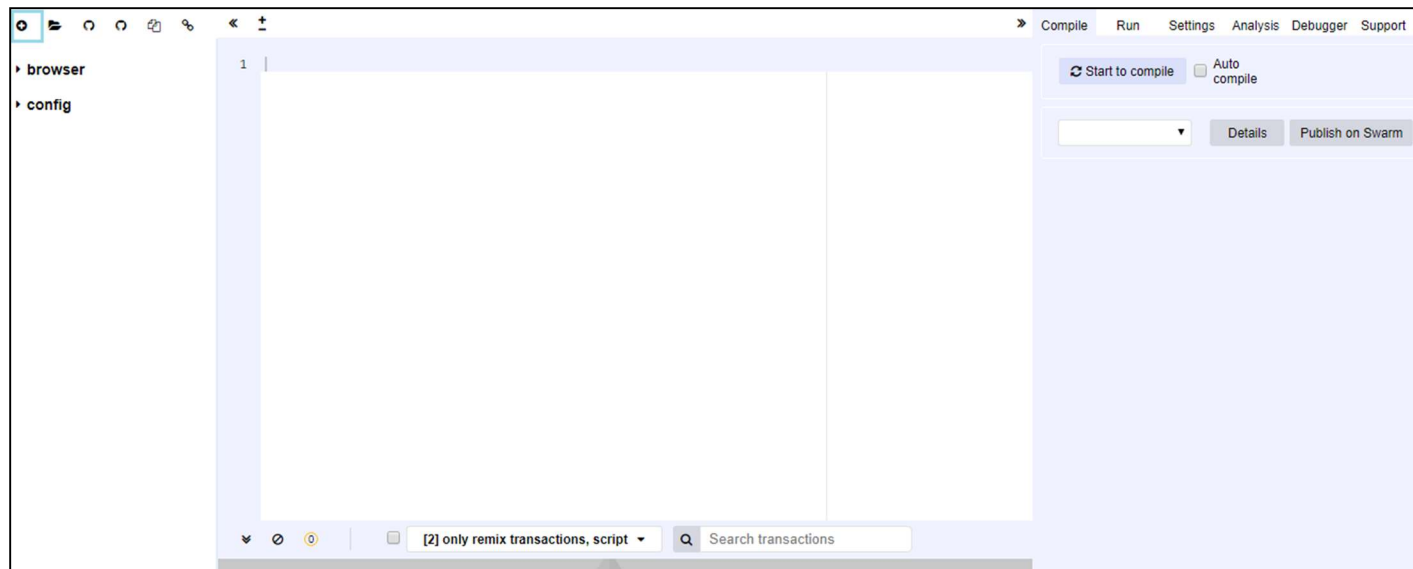 Compile Run Settings Analysis Debugger Support
browser
config
1
Start to compile
Auto
compile
Details Publish on Swarm
0
[2] only remix transactions, script
Search transactions